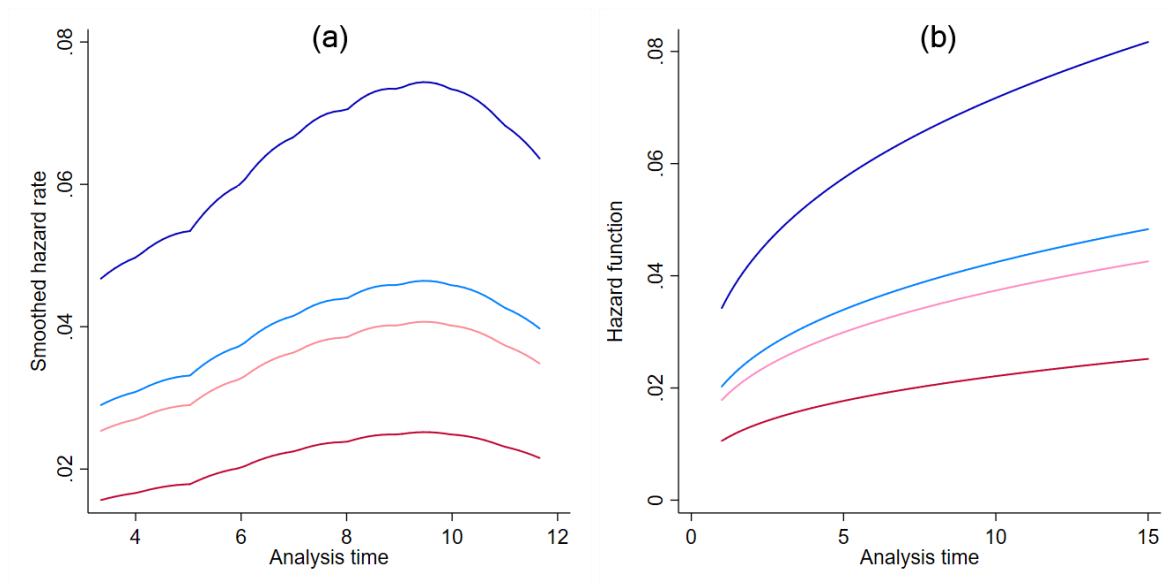 (a)
Smoothed hazard rate
.08
.06
.04
.02
4 6 8 10 12
Analysis time
(b)
Hazard function
.08
.06
.04
.02
0
0 5 10 15
Analysis time